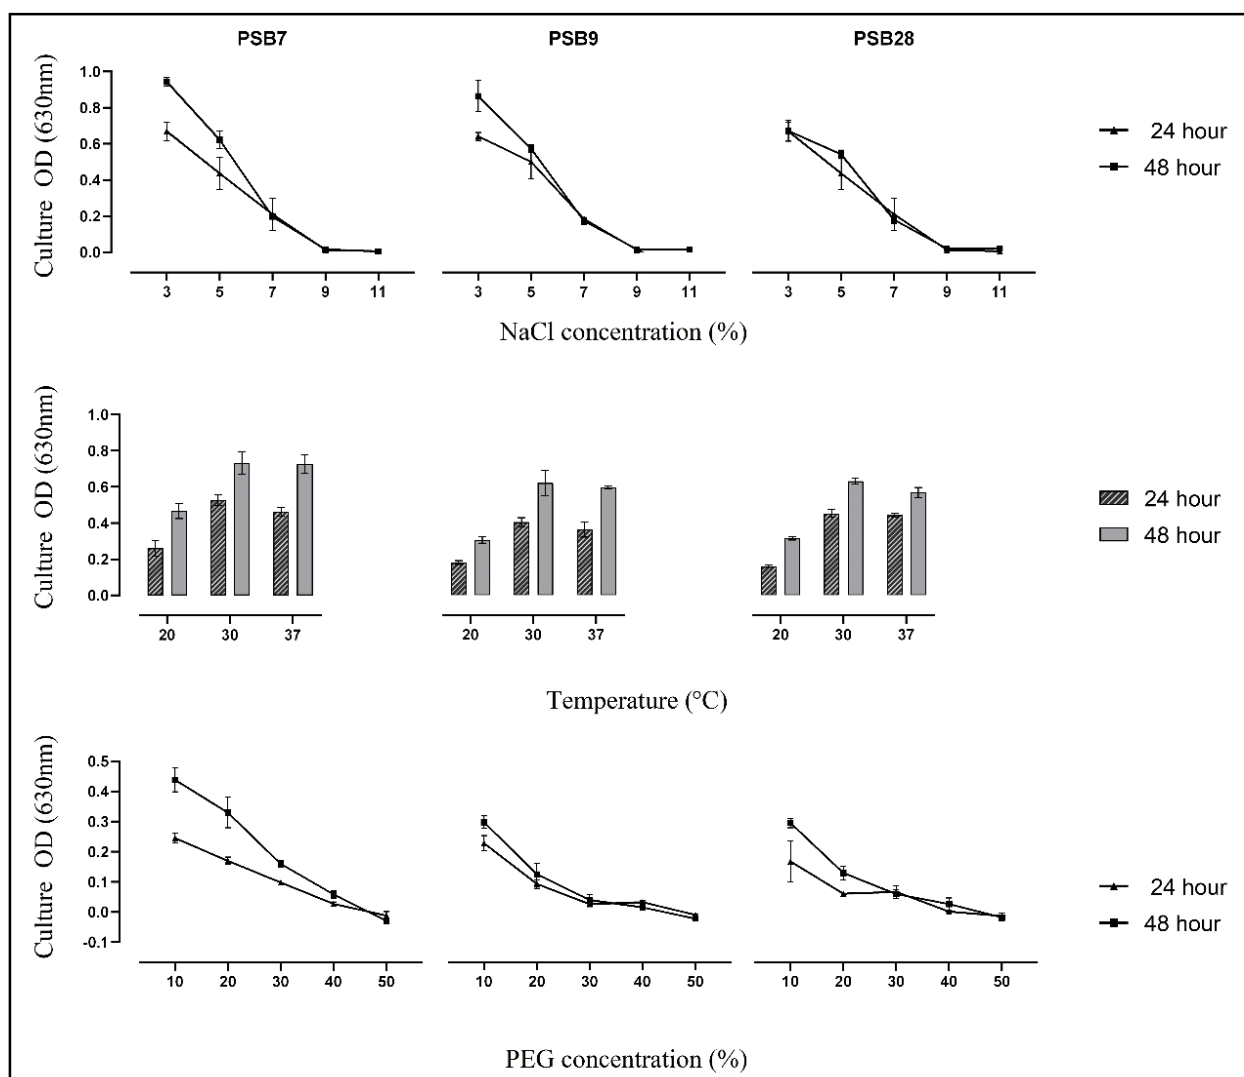 PSB7 PSB9 PSB28
Culture OD (630nm)
1.0
0.8
0.6
0.4
0.2
0.0
24 hour
48 hour
3 5 7 9 11 3 5 7 9 11 3 5 7 9 11
NaCl concentration (%)
Culture OD (630nm)
1.0
0.8
0.6
0.4
0.2
0.0
24 hour
48 hour
20 30 37 20 30 37 20 30 37
Temperature (°C)
Culture OD (630nm)
0.5
0.4
0.3
0.2
0.1
0.0
-0.1
24 hour
48 hour
10 20 30 40 50 10 20 30 40 50 10 20 30 40 50
PEG concentration (%)